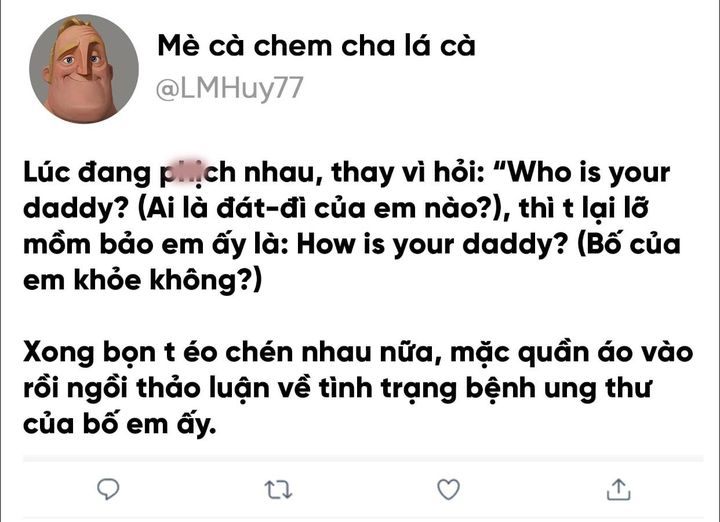 Mè cà chem cha lá cà
@LMHuy77
Lúc đang nhau, thay vì hỏi: “Who is your
daddy? (Ai là đát-đì của em nào?), thì t lại lỡ
mồm bảo em ấy là: How is your daddy? (Bố của
em khỏe không?)
Xong bọn t éo chén nhau nữa, mặc quần áo vào
rồi ngồi thảo luận về tình trạng bệnh ung thư
của bố em ấy.